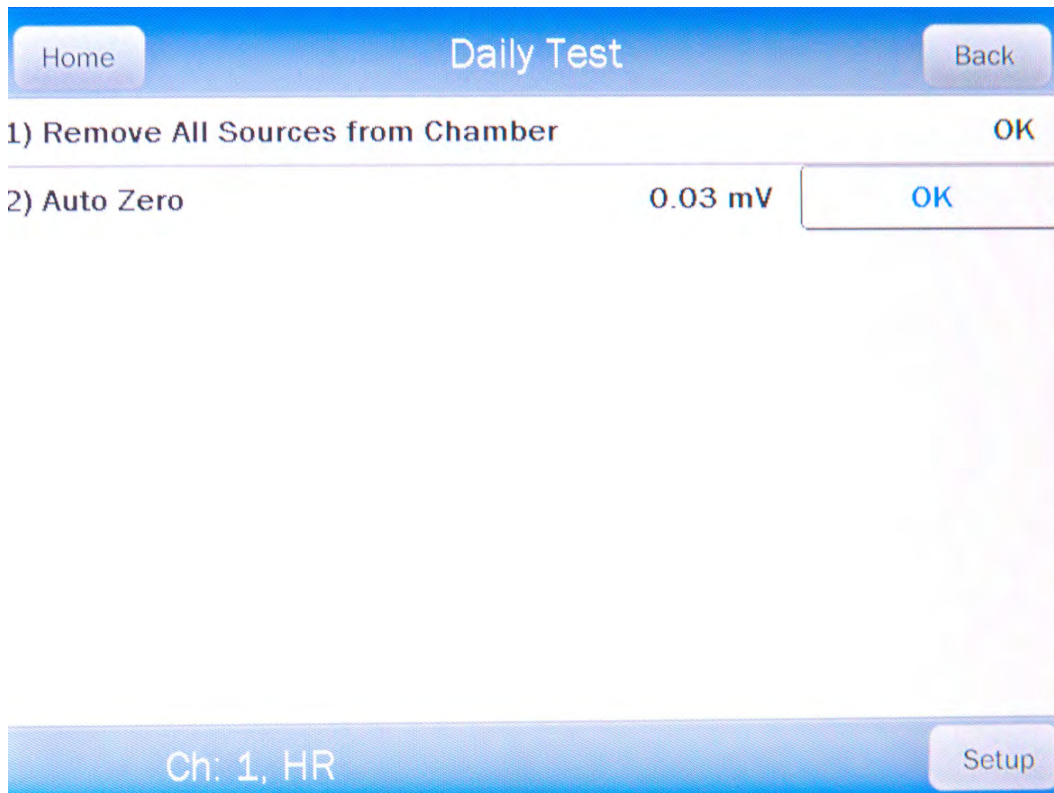 Home Daily Test Back
1) Remove All Sources from Chamber OK
2) Auto Zero 0.03 mV OK
Ch: 1, HR Setup